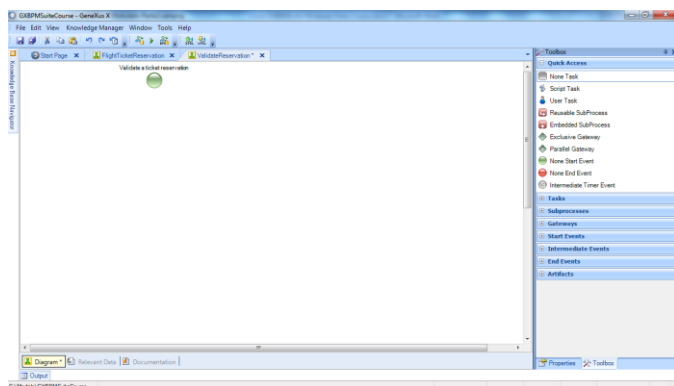 GXBPMSuiteCourse - GeneXus X
File Edit View Knowledge Manager Window Tools Help
Start Page FlightTicketReservation ValidateReservation *
Toolbox
Knowledge Base Navigator
Validate a ticket reservation
Quick Access
None Task
Script Task
User Task
Reusable SubProcess
Embedded SubProcess
Exclusive Gateway
Parallel Gateway
None Start Event
None End Event
Intermediate Timer Event
Tasks
Subprocesses
Gateways
Start Events
Intermediate Events
End Events
Artifacts
Diagram * Relevant Data Documentation
Properties Toolbox
Output